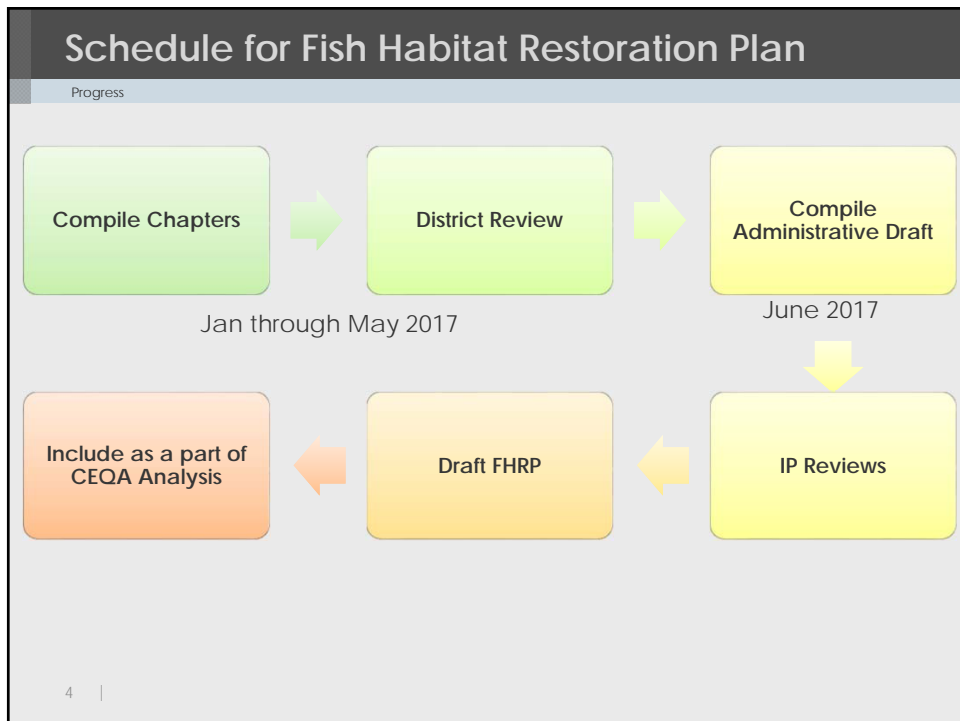 Schedule for Fish Habitat Restoration Plan
Progress
Compile Chapters
District Review
Compile
Administrative Draft
Jan through May 2017
June 2017
Include as a part of
CEQA Analysis
Draft FHRP
IP Reviews
4 |